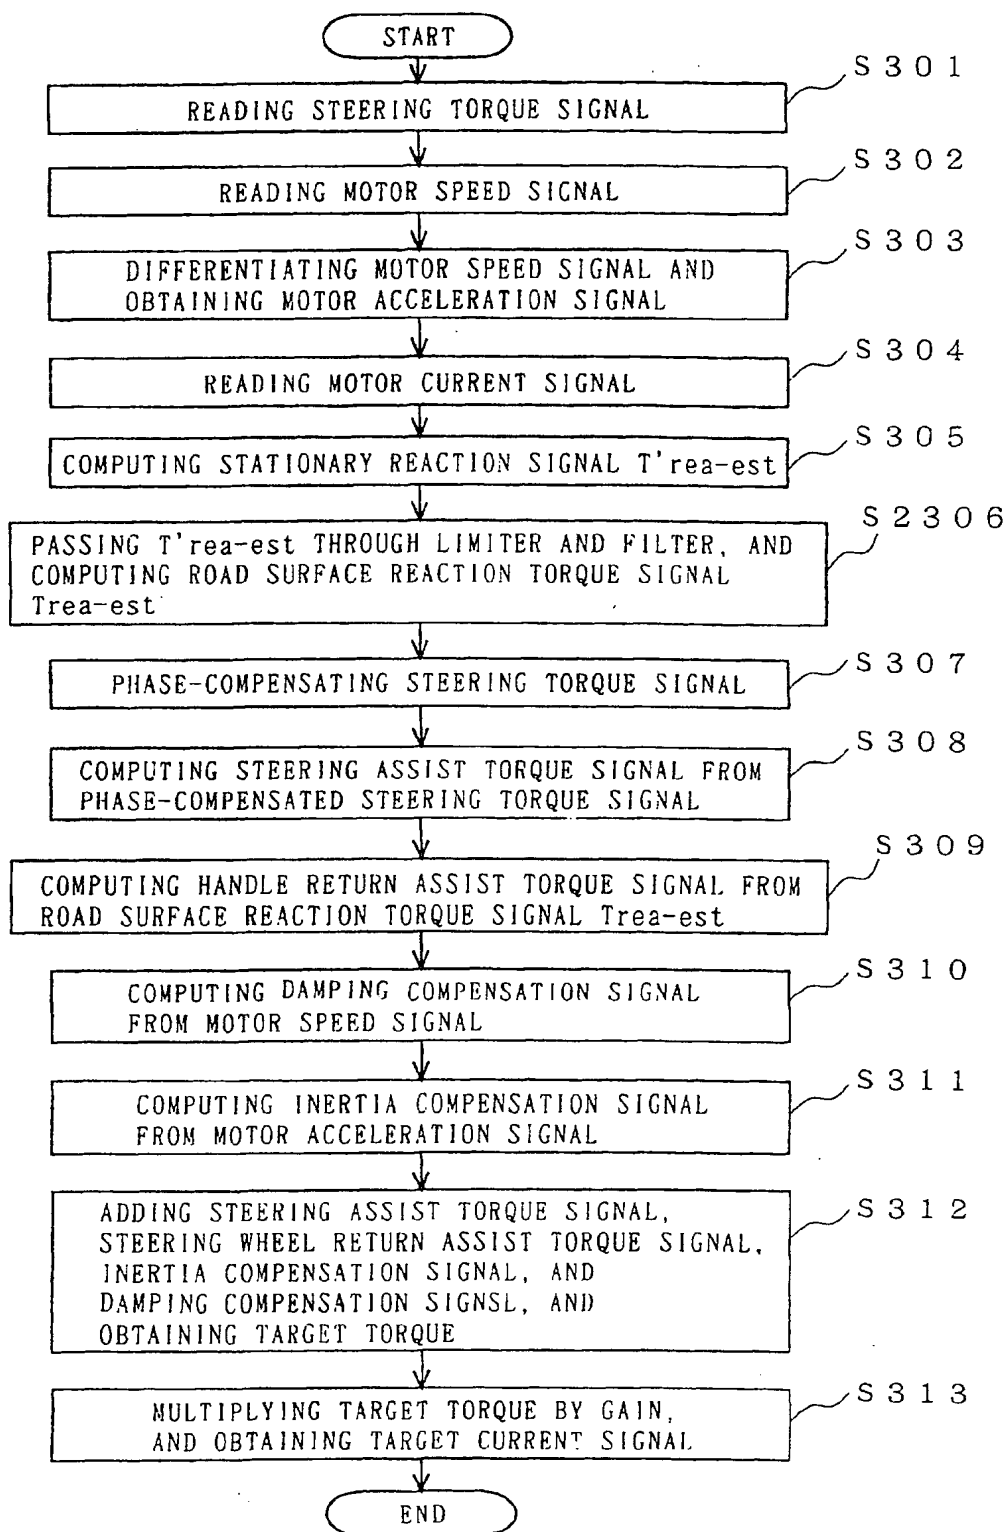 START
S301
READING STEERING TORQUE SIGNAL
S302
READING MOTOR SPEED SIGNAL
S303
DIFFERENTIATING MOTOR SPEED SIGNAL AND
OBTAINING MOTOR ACCELERATION SIGNAL
S304
READING MOTOR CURRENT SIGNAL
S305
COMPUTING STATIONARY REACTION SIGNAL T'rea-est
S2306
PASSING T'rea-est THROUGH LIMITER AND FILTER, AND
COMPUTING ROAD SURFACE REACTION TORQUE SIGNAL
Trea-est
S307
PHASE-COMPENSATING STEERING TORQUE SIGNAL
S308
COMPUTING STEERING ASSIST TORQUE SIGNAL FROM
PHASE-COMPENSATED STEERING TORQUE SIGNAL
S309
COMPUTING HANDLE RETURN ASSIST TORQUE SIGNAL FROM
ROAD SURFACE REACTION TORQUE SIGNAL Trea-est
S310
COMPUTING DAMPING COMPENSATION SIGNAL
FROM MOTOR SPEED SIGNAL
S311
COMPUTING INERTIA COMPENSATION SIGNAL
FROM MOTOR ACCELERATION SIGNAL
S312
ADDING STEERING ASSIST TORQUE SIGNAL,
STEERING WHEEL RETURN ASSIST TORQUE SIGNAL,
INERTIA COMPENSATION SIGNAL, AND
DAMPING COMPENSATION SIGNSL, AND
OBTAINING TARGET TORQUE
S313
MULTIPLYING TARGET TORQUE BY GAIN,
AND OBTAINING TARGET CURRENT SIGNAL
END